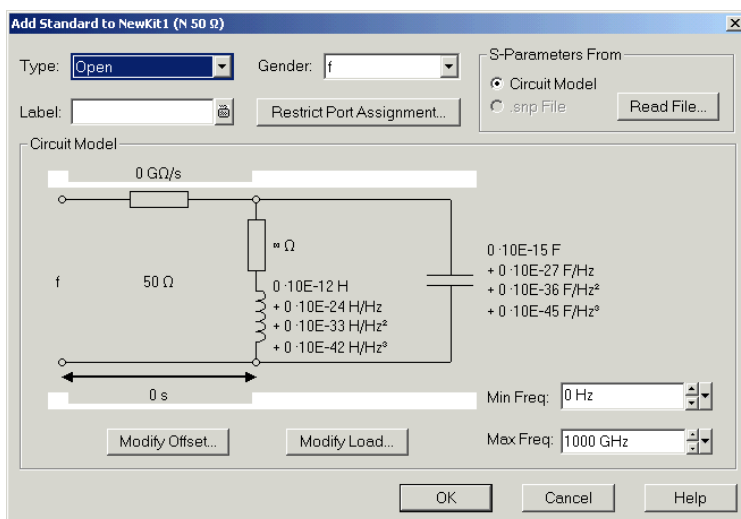 Add Standard to NewKit1 (N 50 Ω)
Type: Open
Gender: f
S-Parameters From
Circuit Model
.snp File
Read File...
Label:
Restrict Port Assignment...
Circuit Model
0 GΩ/s
∞ Ω
f
50 Ω
0 ·10E-12 H
+ 0 ·10E-24 H/Hz
+ 0 ·10E-33 H/Hz²
+ 0 ·10E-42 H/Hz³
0 ·10E-15 F
+ 0 ·10E-27 F/Hz
+ 0 ·10E-36 F/Hz²
+ 0 ·10E-45 F/Hz³
0 s
Min Freq: 0 Hz
Modify Offset...
Modify Load...
Max Freq: 1000 GHz
OK
Cancel
Help